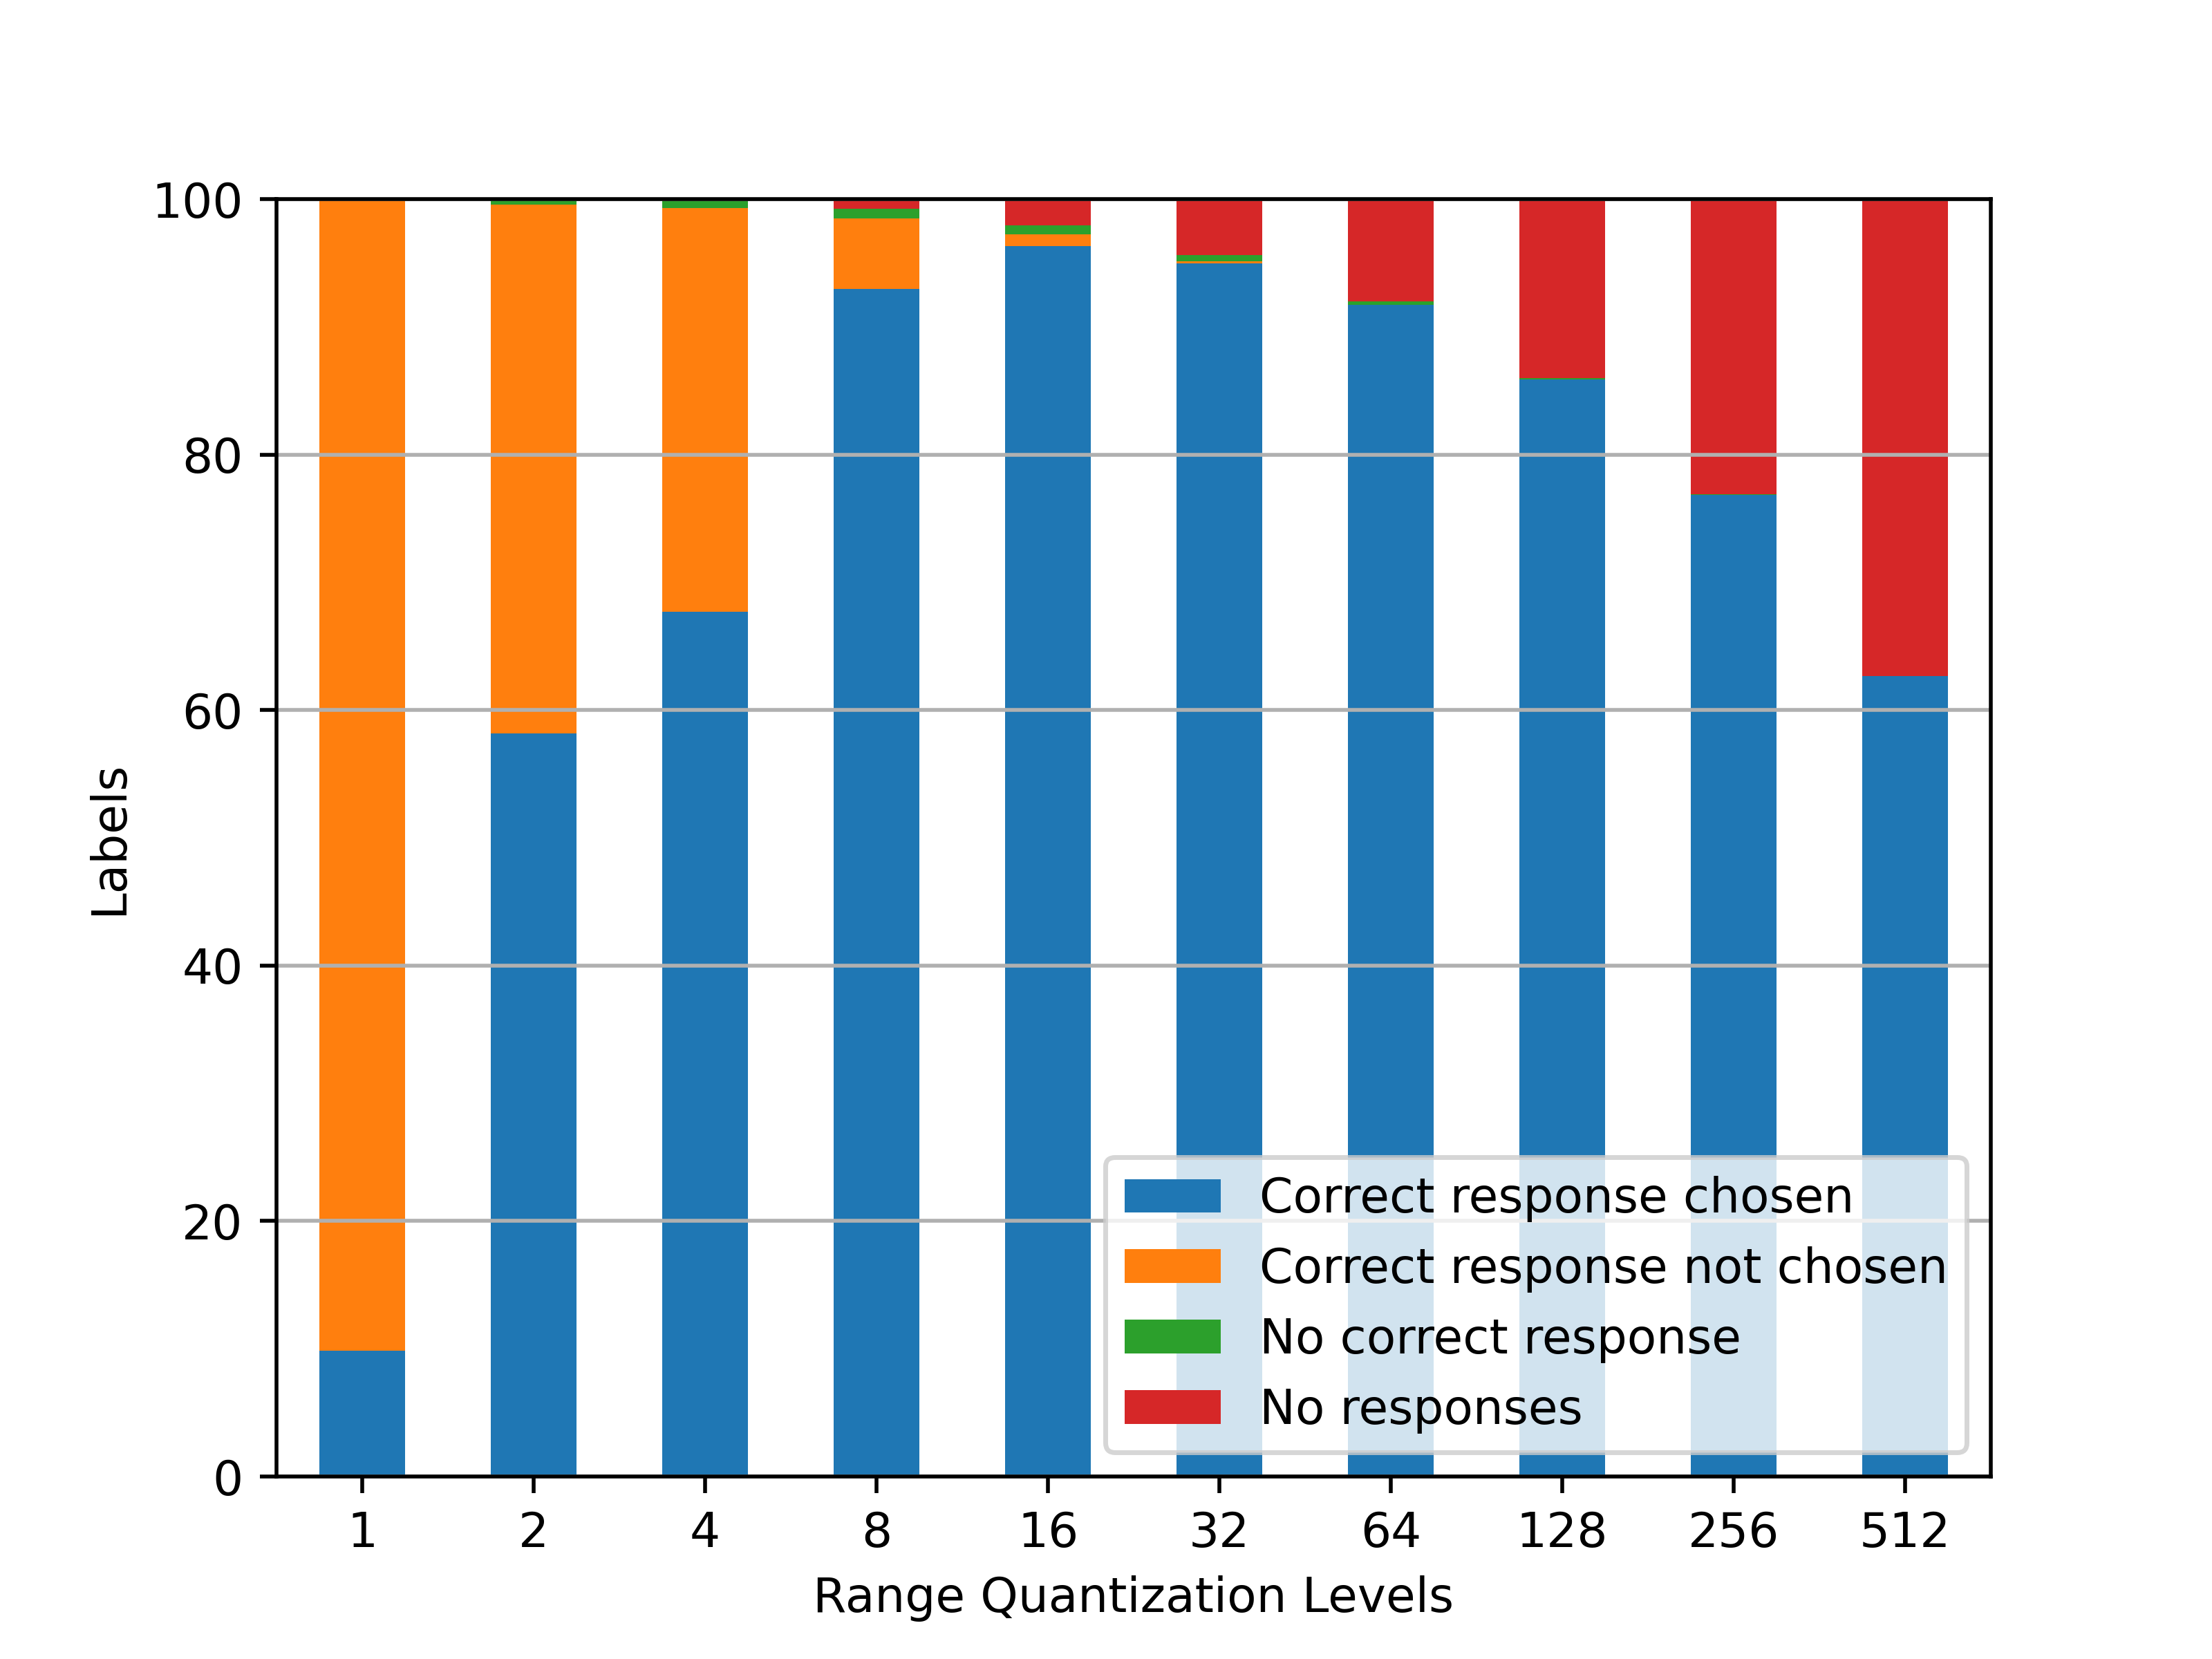 100
80
60
40
20
0
Labels
Correct response chosen
Correct response not chosen
No correct response
No responses
1 2 4 8 16 32 64 128 256 512
Range Quantization Levels